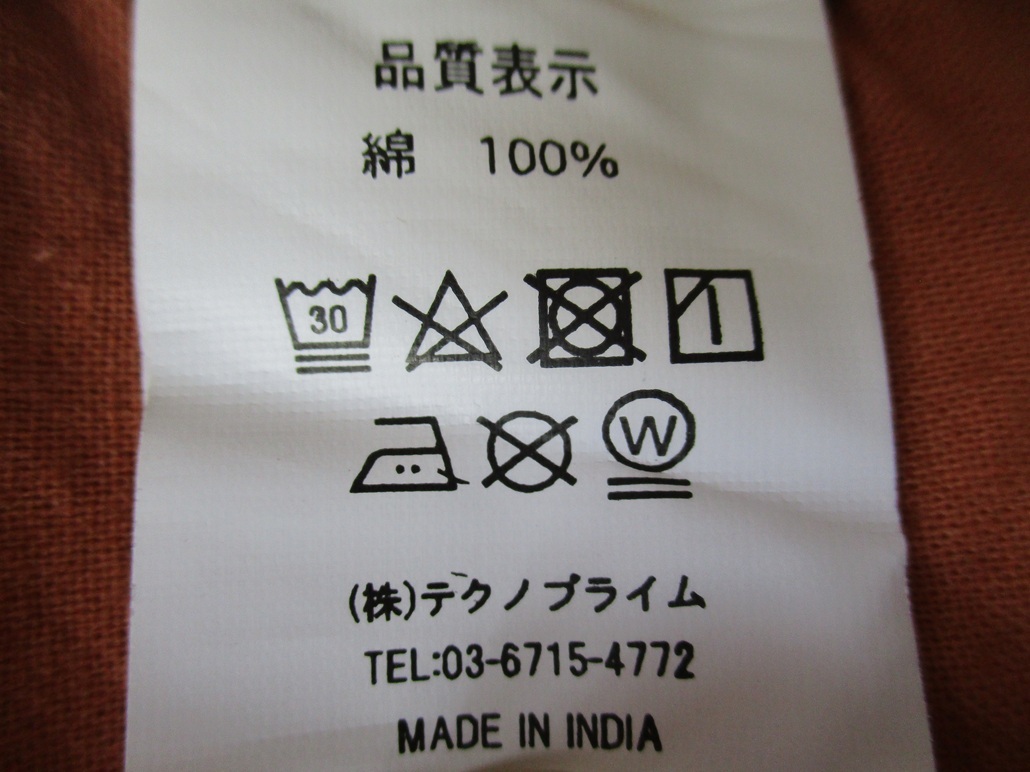 品質表示
綿 100%
30
W
(株)テクノプライム
TEL:03-6715-4772
MADE IN INDIA